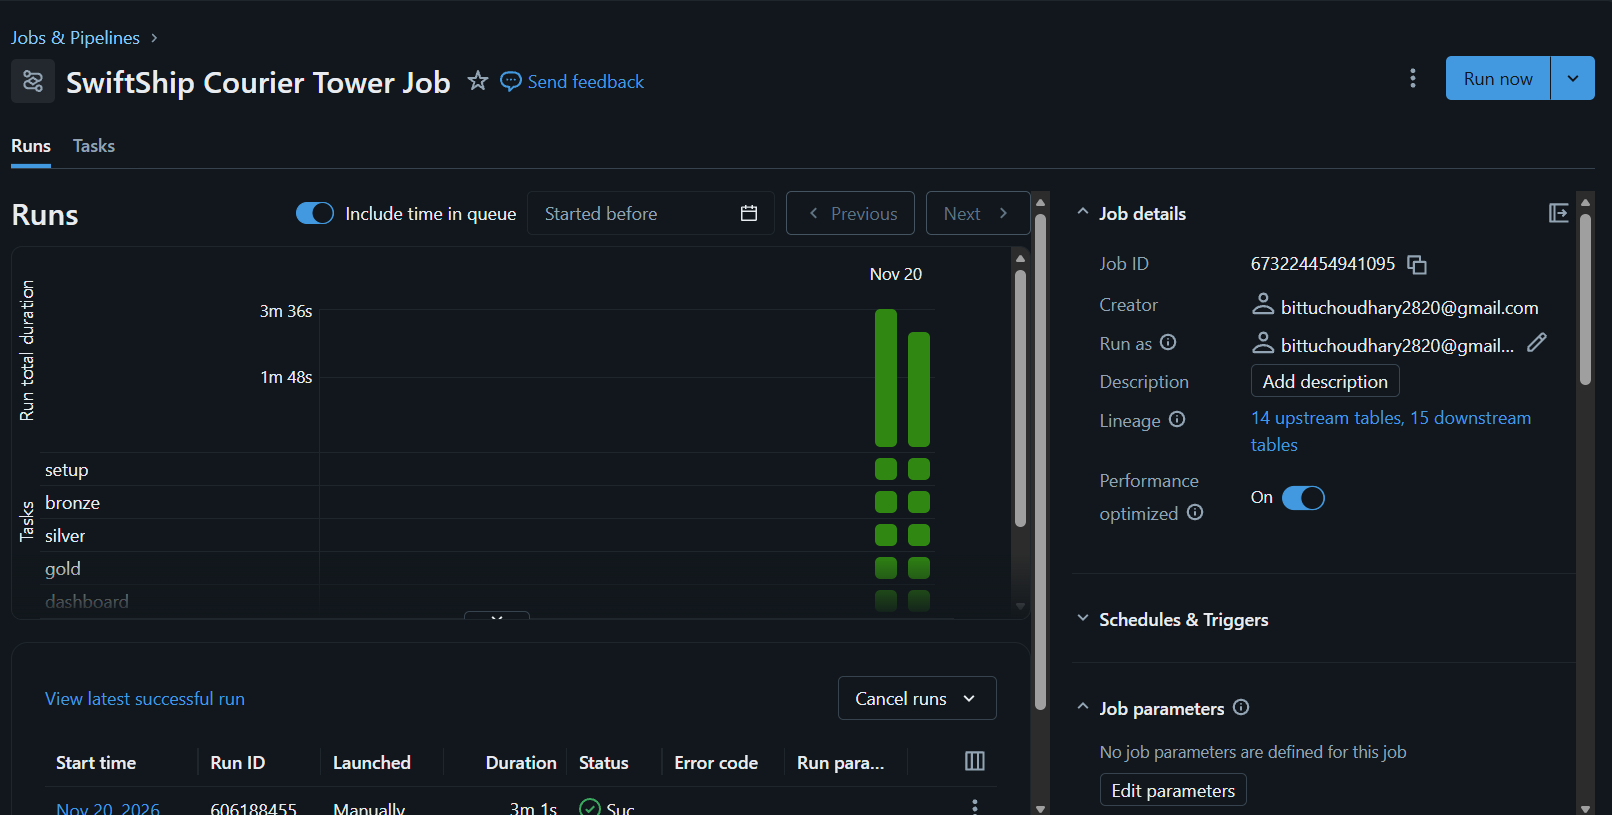 Jobs & Pipelines
SwiftShip Courier Tower Job
Send feedback
Run now
Runs
Tasks
Runs
Include time in queue
Started before
Previous
Next
Nov 20
Run total duration
3m 36s
1m 48s
Tasks
setup
bronze
silver
gold
dashboard
View latest successful run
Cancel runs
Start time
Run ID
Launched
Duration
Status
Error code
Run para...
Nov 20, 2026
606188455
Manually
3m 1s
Suc
Job details
Job ID
673224454941095
Creator
bittuchoudhary2820@gmail.com
Run as
bittuchoudhary2820@gmail...
Description
Add description
Lineage
14 upstream tables, 15 downstream
tables
Performance
optimized
On
Schedules & Triggers
Job parameters
No job parameters are defined for this job
Edit parameters